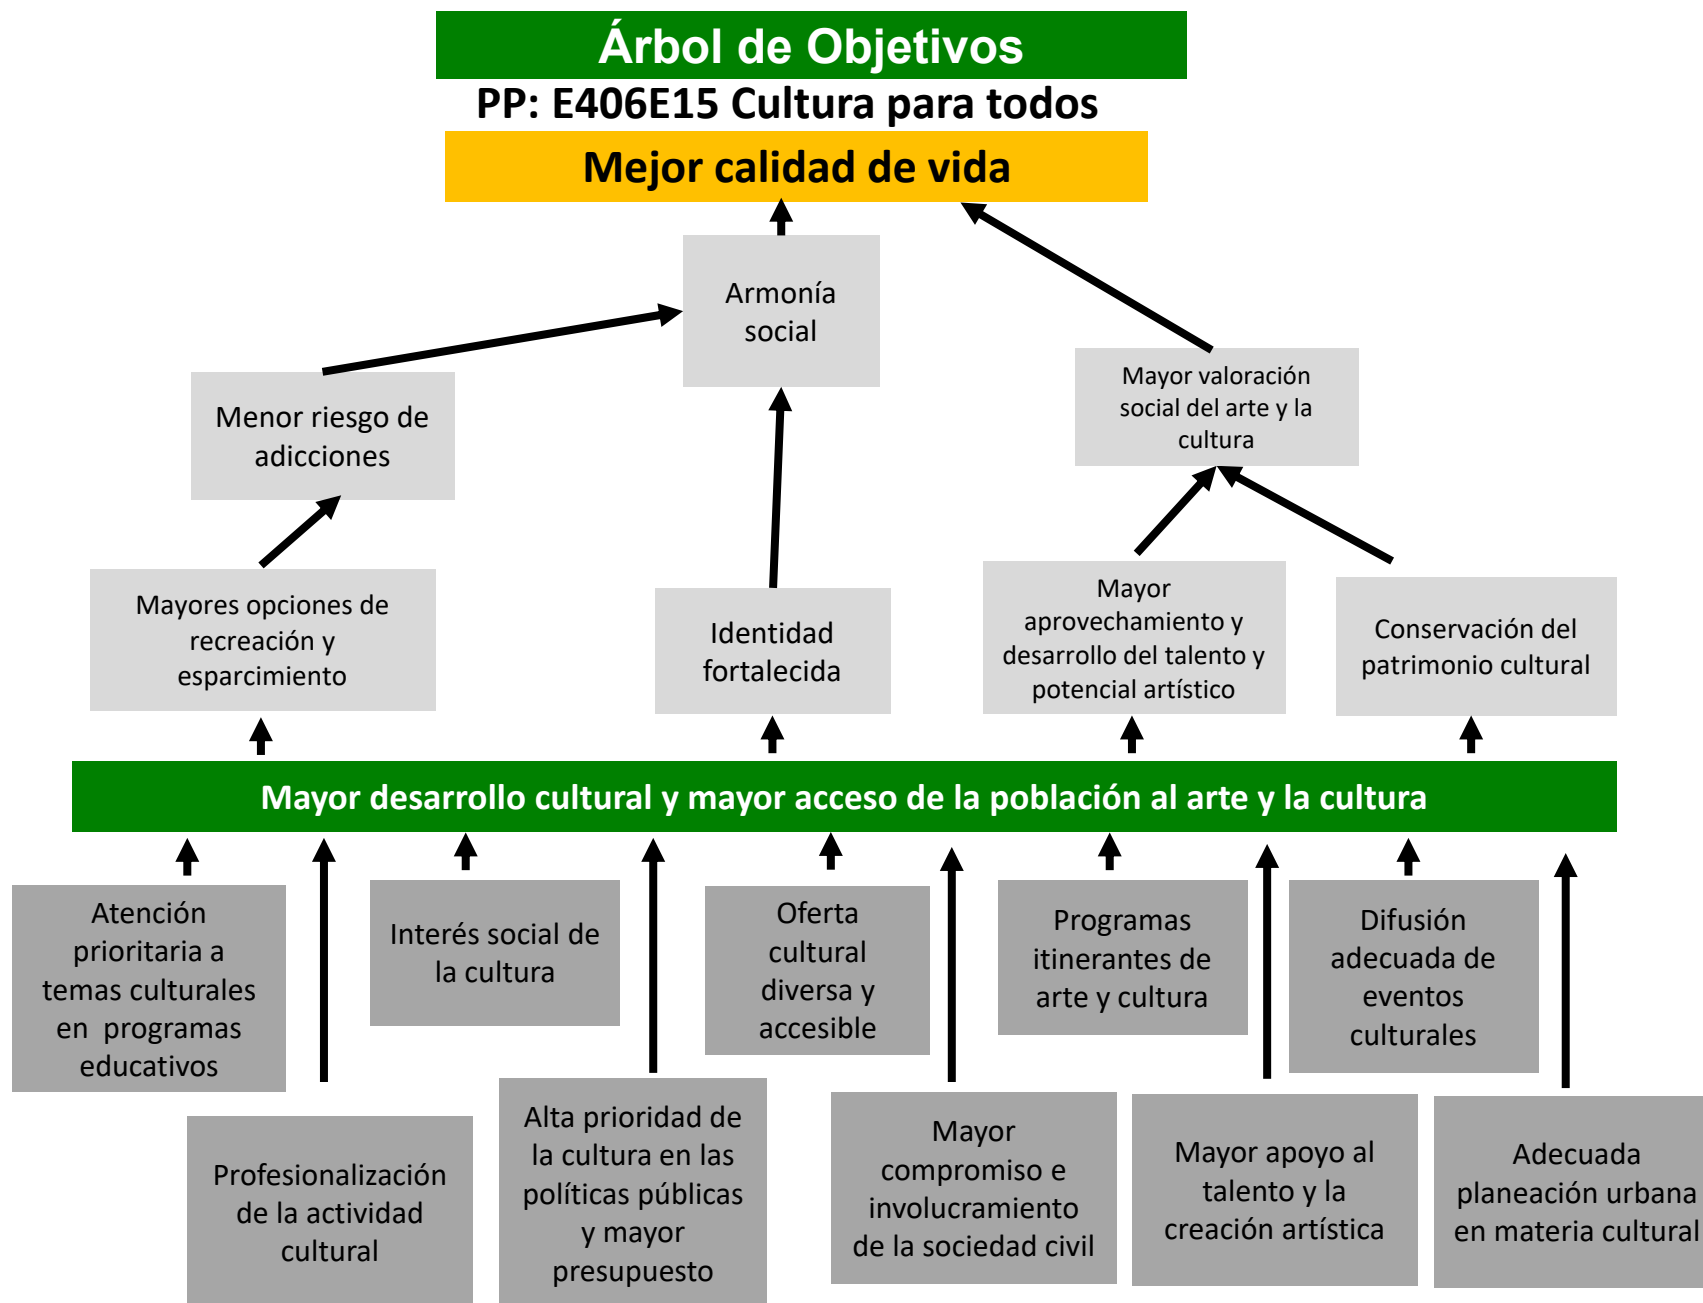 Árbol de Objetivos
PP: E406E15 Cultura para todos
Mejor calidad de vida
Armonía
social
Mayor valoración
social del arte y la
cultura
Menor riesgo de
adicciones
Mayores opciones de
recreación y
esparcimiento
Identidad
fortalecida
Mayor
aprovechamiento y
desarrollo del talento y
potencial artístico
Conservación del
patrimonio cultural
Mayor desarrollo cultural y mayor acceso de la población al arte y la cultura
Atención
prioritaria a
temas culturales
en  programas
educativos
Interés social de
la cultura
Oferta
cultural
diversa y
accesible
Programas
itinerantes de
arte y cultura
Difusión
adecuada de
eventos
culturales
Profesionalización
de la actividad
cultural
Alta prioridad de
la cultura en las
políticas públicas
y mayor
presupuesto
Mayor
compromiso e
involucramiento
de la sociedad civil
Mayor apoyo al
talento y la
creación artística
Adecuada
planeación urbana
en materia cultural